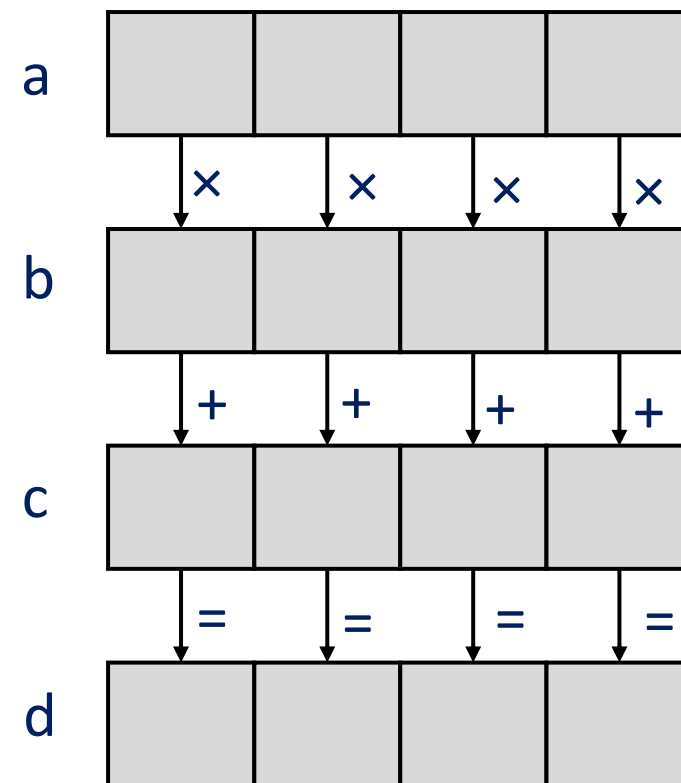 a
× × × ×
b
+ + + +
c
= = = =
d